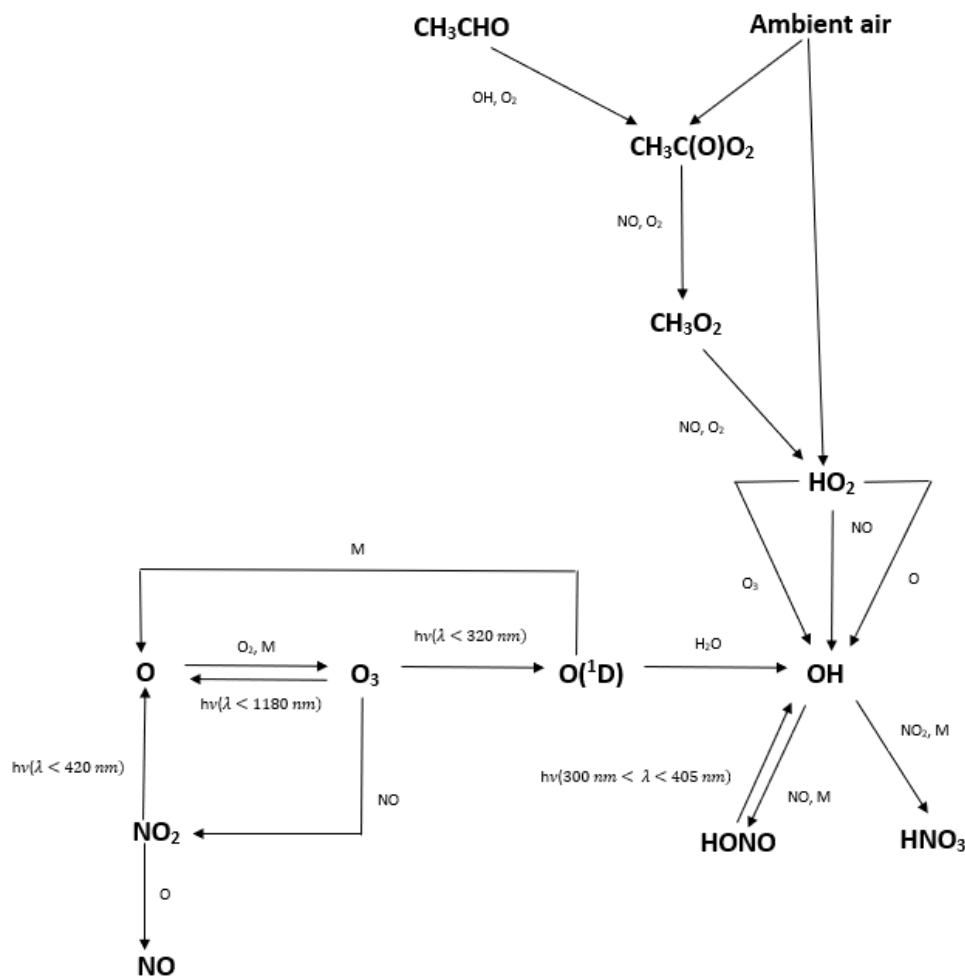 CH₃CHO
Ambient air
OH, O₂
CH₃C(O)O₂
NO, O₂
CH₃O₂
NO, O₂
HO₂
NO
M
O₃
O
O₂, M
hν(λ < 320 nm)
H₂O
O
O₃
O(¹D)
OH
hν(λ < 1180 nm)
NO₂, M
hν(λ < 420 nm)
hν(300 nm < λ < 405 nm)
NO
NO, M
NO₂
HONO
HNO₃
O
NO